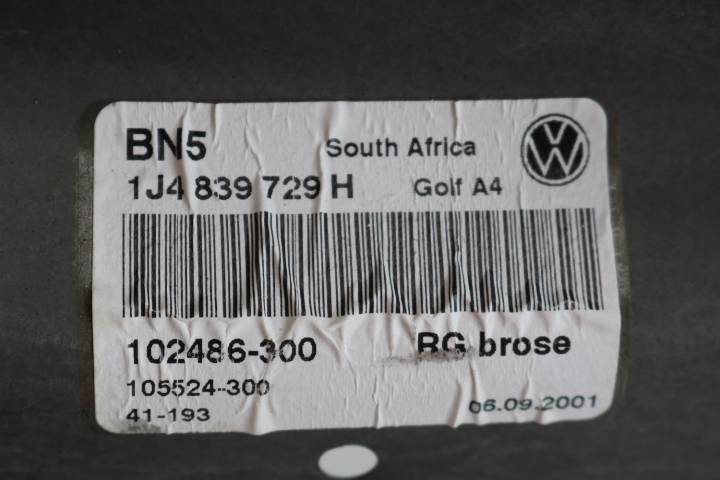 BN5 South Africa
1J4 839 729 H Golf A4
102486-300 RG brose
105524-300
41-193 06.09.2001